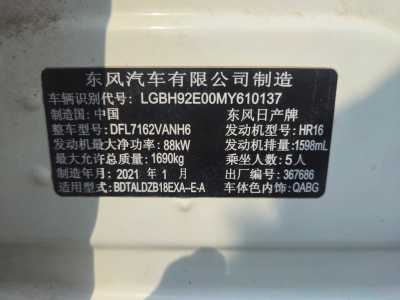 东风汽车有限公司制造
车辆识别代号: LGBH92E00MY610137
制造国: 中国 东风日产牌
整车型号: DFL7162VANH6 发动机型号: HR16
发动机最大净功率: 88kW 发动机排量: 1598mL
最大允许总质量: 1690kg 乘坐人数: 5人
制造年月: 2021 年 1 月 出厂编号: 367686
适用型式: BDTALDZB18EXA-E-A 车体色内饰: QABG